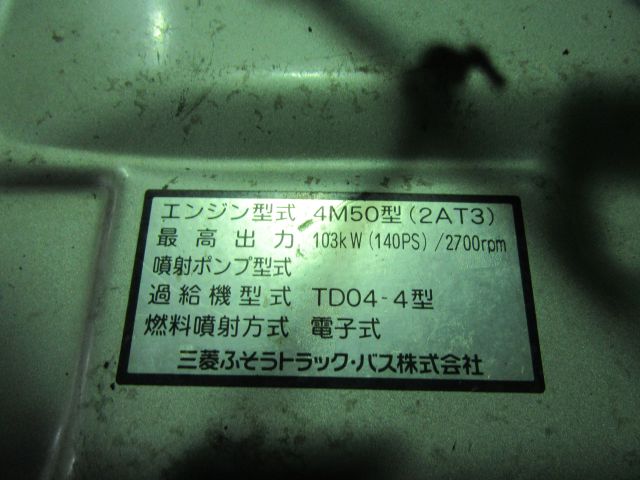 エンジン型式 4M50型(2AT3)
最高出力 103kW(140PS)/2700rpm
噴射ポンプ型式
過給機型式 TD04-4型
燃料噴射方式 電子式
三菱ふそうトラック・バス株式会社